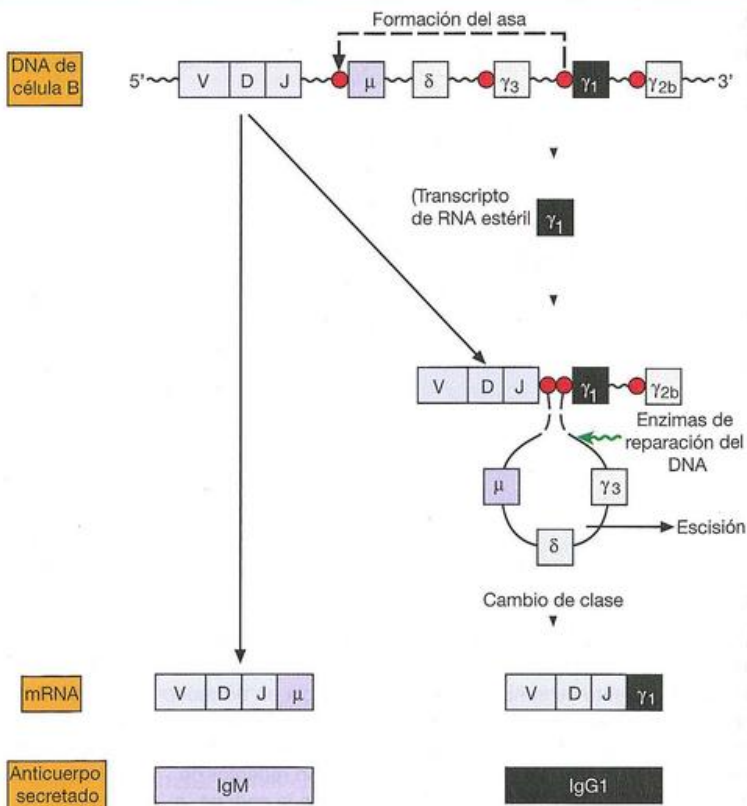 Formación del asa
DNA de
célula B
5' V D J μ δ γ3 γ1 γ2b 3'
(Transcripto
de RNA estéril γ1
V D J γ1 γ2b
Enzimas de
reparación del
DNA
μ γ3
δ
Escisión
Cambio de clase
mRNA
V D J μ
V D J γ1
Anticuerpo
secretado
IgM
IgG1